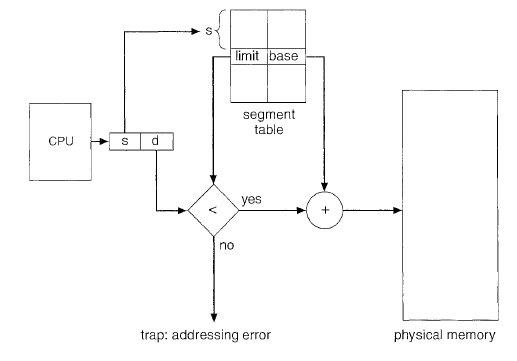 s
limit base
segment
table
CPU
s d
<
yes
+
no
trap: addressing error
physical memory